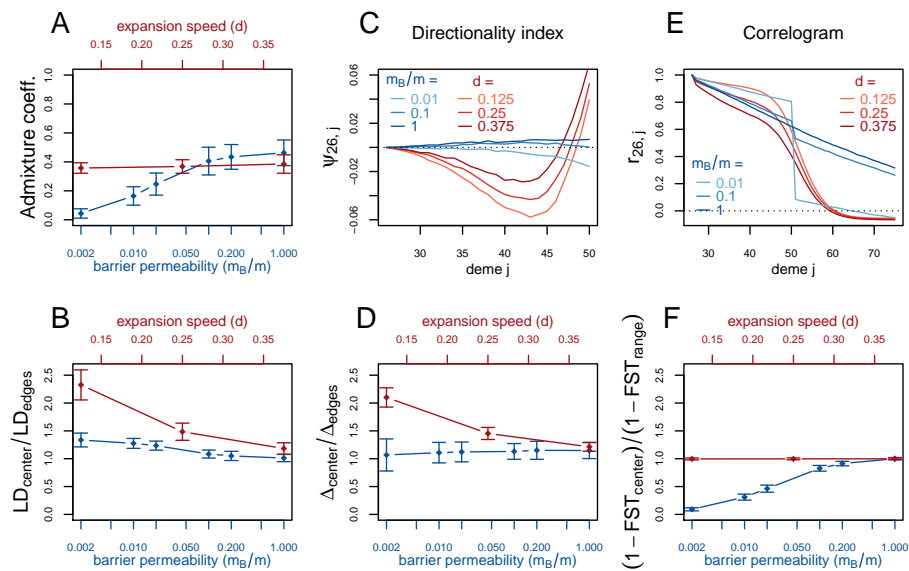 A
expansion speed (d)
0.15 0.20 0.25 0.30 0.35
Admixture coeff.
0.0 0.2 0.4 0.6 0.8 1.0
0.002 0.010 0.050 0.200 1.000
barrier permeability (mB/m)
C
Directionality index
Ψ26, j
-0.06 -0.02 0.02 0.06
mB/m =
0.01
0.1
1
d =
0.125
0.25
0.375
30 35 40 45 50
deme j
E
Correlogram
r26, j
0.0 0.2 0.4 0.6 0.8 1.0
d =
0.125
0.25
0.375
mB/m =
0.01
0.1
1
30 40 50 60 70
deme j
B
expansion speed (d)
0.15 0.20 0.25 0.30 0.35
LDcenter/LDedges
0.0 0.5 1.0 1.5 2.0 2.5
0.002 0.010 0.050 0.200 1.000
barrier permeability (mB/m)
D
expansion speed (d)
0.15 0.20 0.25 0.30 0.35
Δcenter/Δedges
0.0 0.5 1.0 1.5 2.0 2.5
0.002 0.010 0.050 0.200 1.000
barrier permeability (mB/m)
F
expansion speed (d)
0.15 0.20 0.25 0.30 0.35
(1-FSTcenter)/(1-FSTrange)
0.0 0.5 1.0 1.5 2.0 2.5
0.002 0.010 0.050 0.200 1.000
barrier permeability (mB/m)